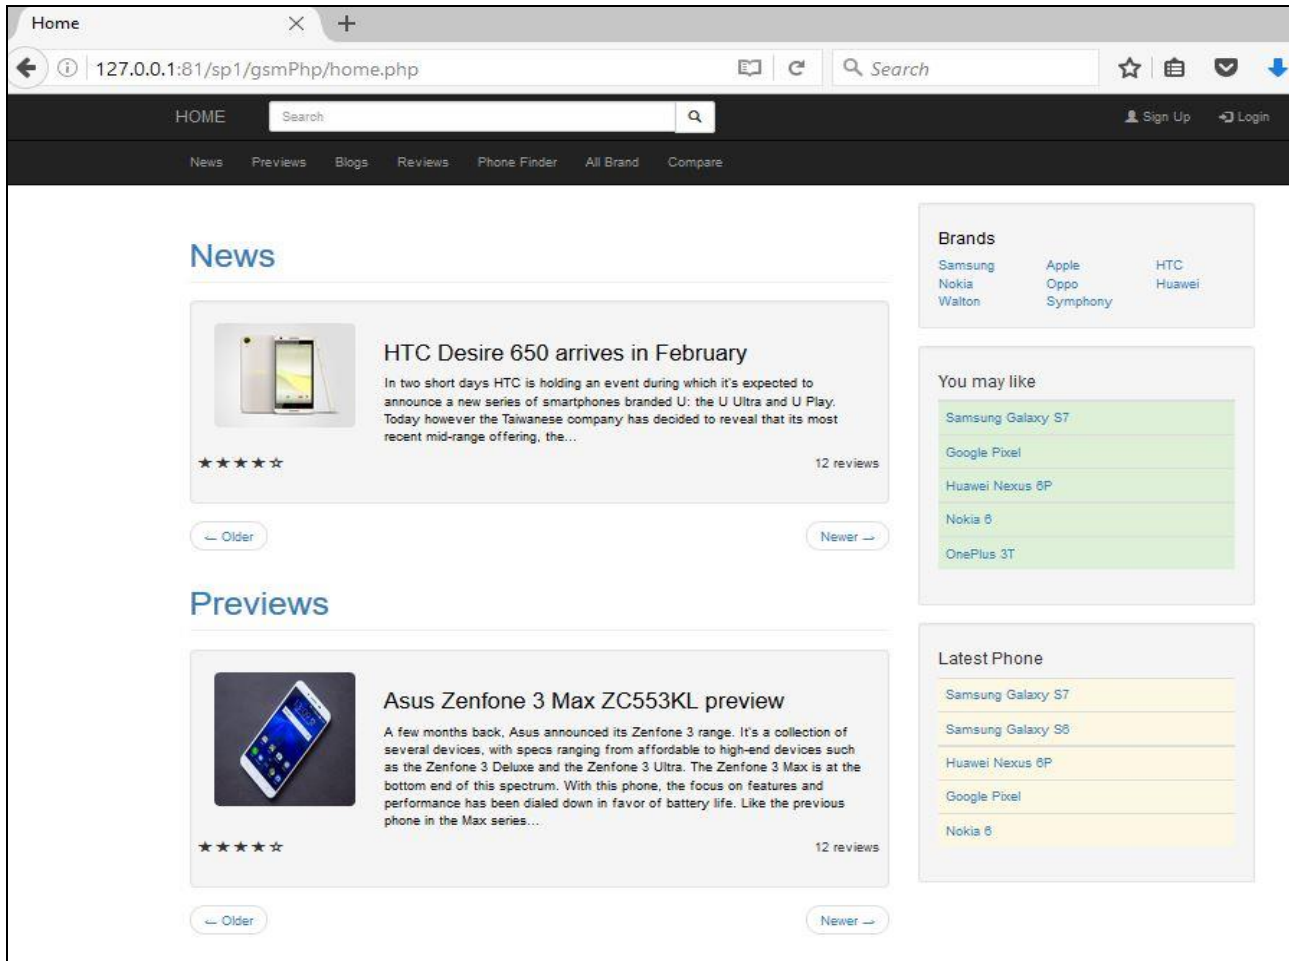 Home
127.0.0.1:81/sp1/gsmPhp/home.php
Search
HOME
Search
Sign Up
Login
News Previews Blogs Reviews Phone Finder All Brand Compare
News
HTC Desire 650 arrives in February
In two short days HTC is holding an event during which it's expected to
announce a new series of smartphones branded U: the U Ultra and U Play.
Today however the Taiwanese company has decided to reveal that its most
recent mid-range offering, the...
★★★★☆ 12 reviews
← Older Newer →
Previews
Asus Zenfone 3 Max ZC553KL preview
A few months back, Asus announced its Zenfone 3 range. It's a collection of
several devices, with specs ranging from affordable to high-end devices such
as the Zenfone 3 Deluxe and the Zenfone 3 Ultra. The Zenfone 3 Max is at the
bottom end of this spectrum. With this phone, the focus on features and
performance has been dialed down in favor of battery life. Like the previous
phone in the Max series...
★★★★☆ 12 reviews
← Older Newer →
Brands
Samsung Apple HTC
Nokia Oppo Huawei
Walton Symphony
You may like
Samsung Galaxy S7
Google Pixel
Huawei Nexus 6P
Nokia 6
OnePlus 3T
Latest Phone
Samsung Galaxy S7
Samsung Galaxy S6
Huawei Nexus 6P
Google Pixel
Nokia 6